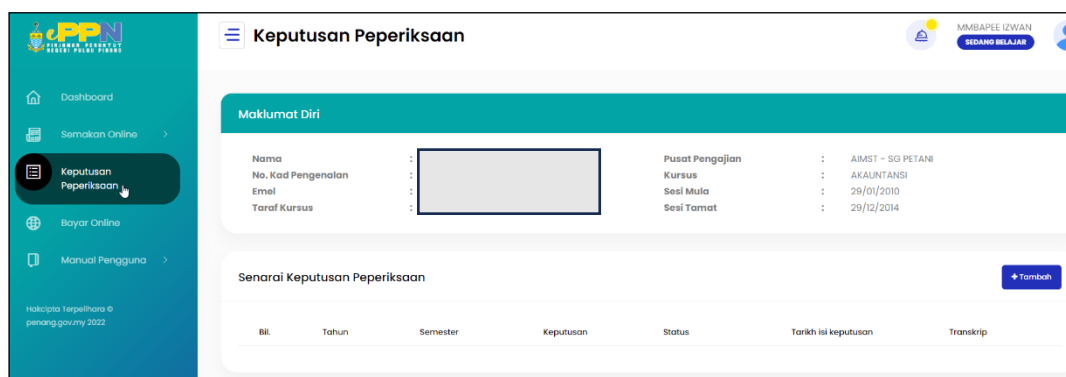 ePPN
PINJAMAN PENUNTUT
NEGERI PULAU PINANG
Keputusan Peperiksaan
MMBAPEE IZWAN
SEDANG BELAJAR
Dashboard
Semakan Online
Keputusan
Peperiksaan
Bayar Online
Manual Pengguna
Hakcipta Terpelihara ©
penang.gov.my 2022
Maklumat Diri
Nama :
No. Kad Pengenalan :
Emel :
Taraf Kursus :
Pusat Pengajian : AIMST - SG PETANI
Kursus : AKAUNTANSI
Sesi Mula : 29/01/2010
Sesi Tamat : 29/12/2014
Senarai Keputusan Peperiksaan
+Tambah
Bil. Tahun Semester Keputusan Status Tarikh isi keputusan Transkrip